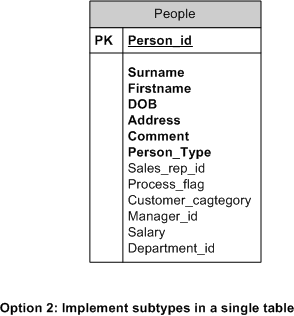 People
PK Person_id
Surname
Firstname
DOB
Address
Comment
Person_Type
Sales_rep_id
Process_flag
Customer_cagtegory
Manager_id
Salary
Department_id
Option 2: Implement subtypes in a single table